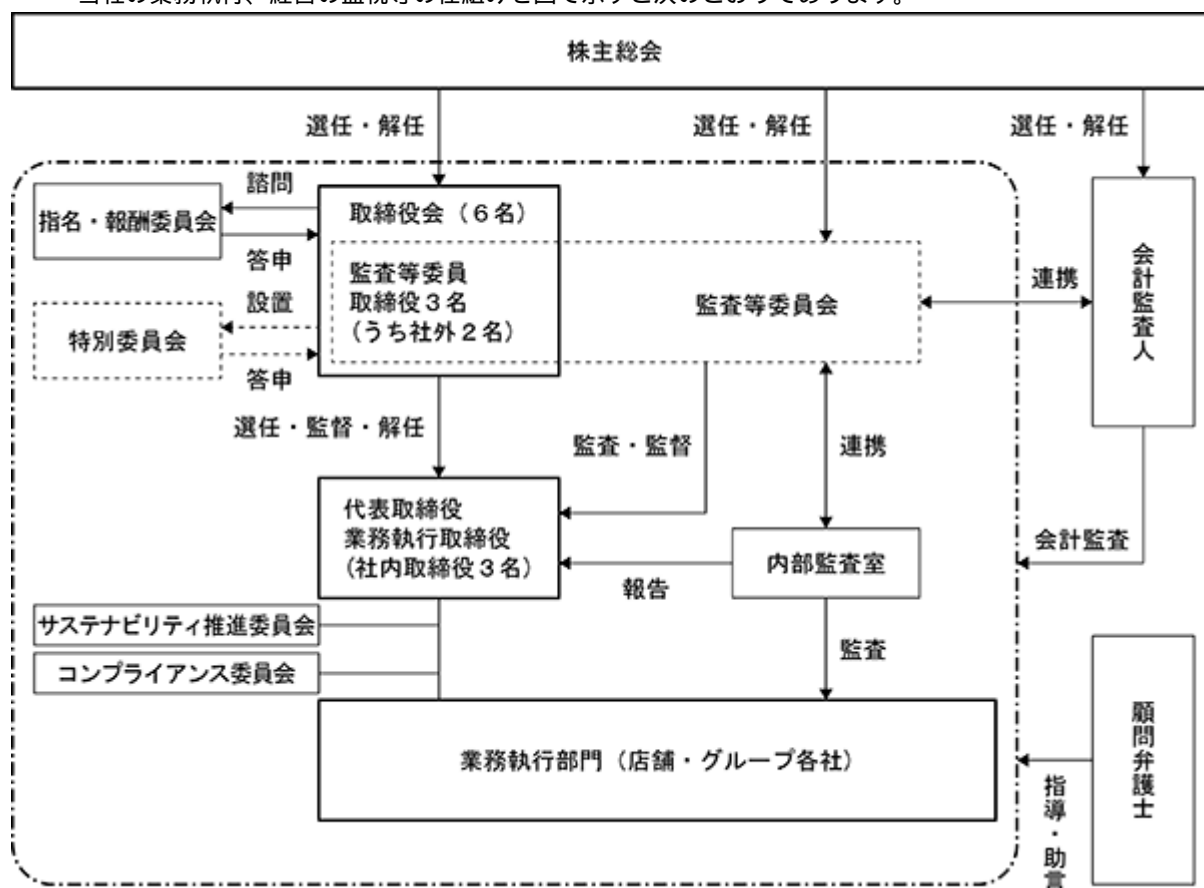 株主総会
選任・解任
選任・解任
選任・解任
諮問
指名・報酬委員会
答申
取締役会(6名)
監査等委員
取締役3名
(うち社外2名)
監査等委員会
設置
特別委員会
答申
連携
会計監査人
選任・監督・解任
監査・監督
連携
代表取締役
業務執行取締役
(社内取締役3名)
報告
内部監査室
会計監査
サステナビリティ推進委員会
コンプライアンス委員会
監査
業務執行部門(店舗・グループ各社)
顧問弁護士
指導・助言